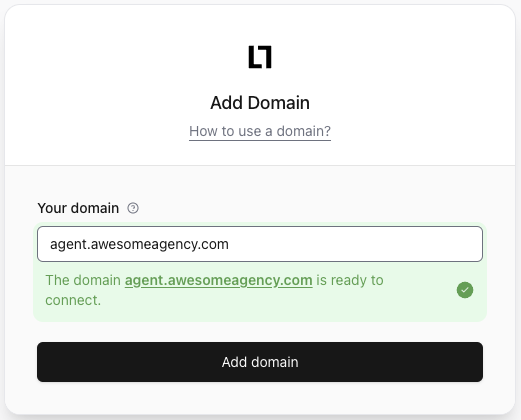 Add Domain
How to use a domain?
Your domain
agent.awesomeagency.com
The domain agent.awesomeagency.com is ready to
connect.
Add domain